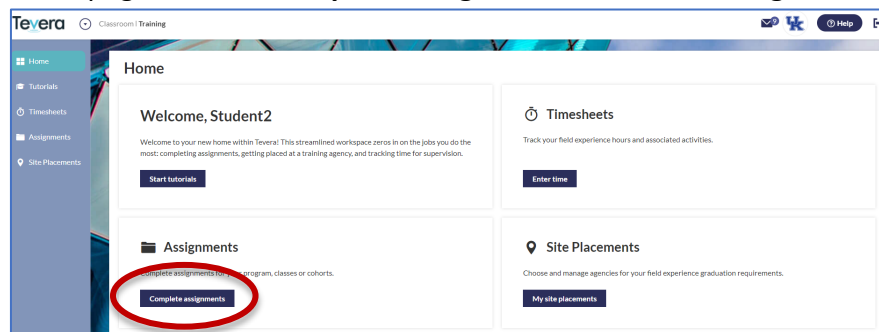 Tevera Classroom | Training 9 UK Help
Home
Tutorials
Timesheets
Assignments
Site Placements
Home
Welcome, Student2
Welcome to your new home within Tevera! This streamlined workspace zeros in on the jobs you do the
most: completing assignments, getting placed at a training agency, and tracking time for supervision.
Start tutorials
Timesheets
Track your field experience hours and associated activities.
Enter time
Assignments
Complete assignments for your program, classes or cohorts.
Complete assignments
Site Placements
Choose and manage agencies for your field experience graduation requirements.
My site placements